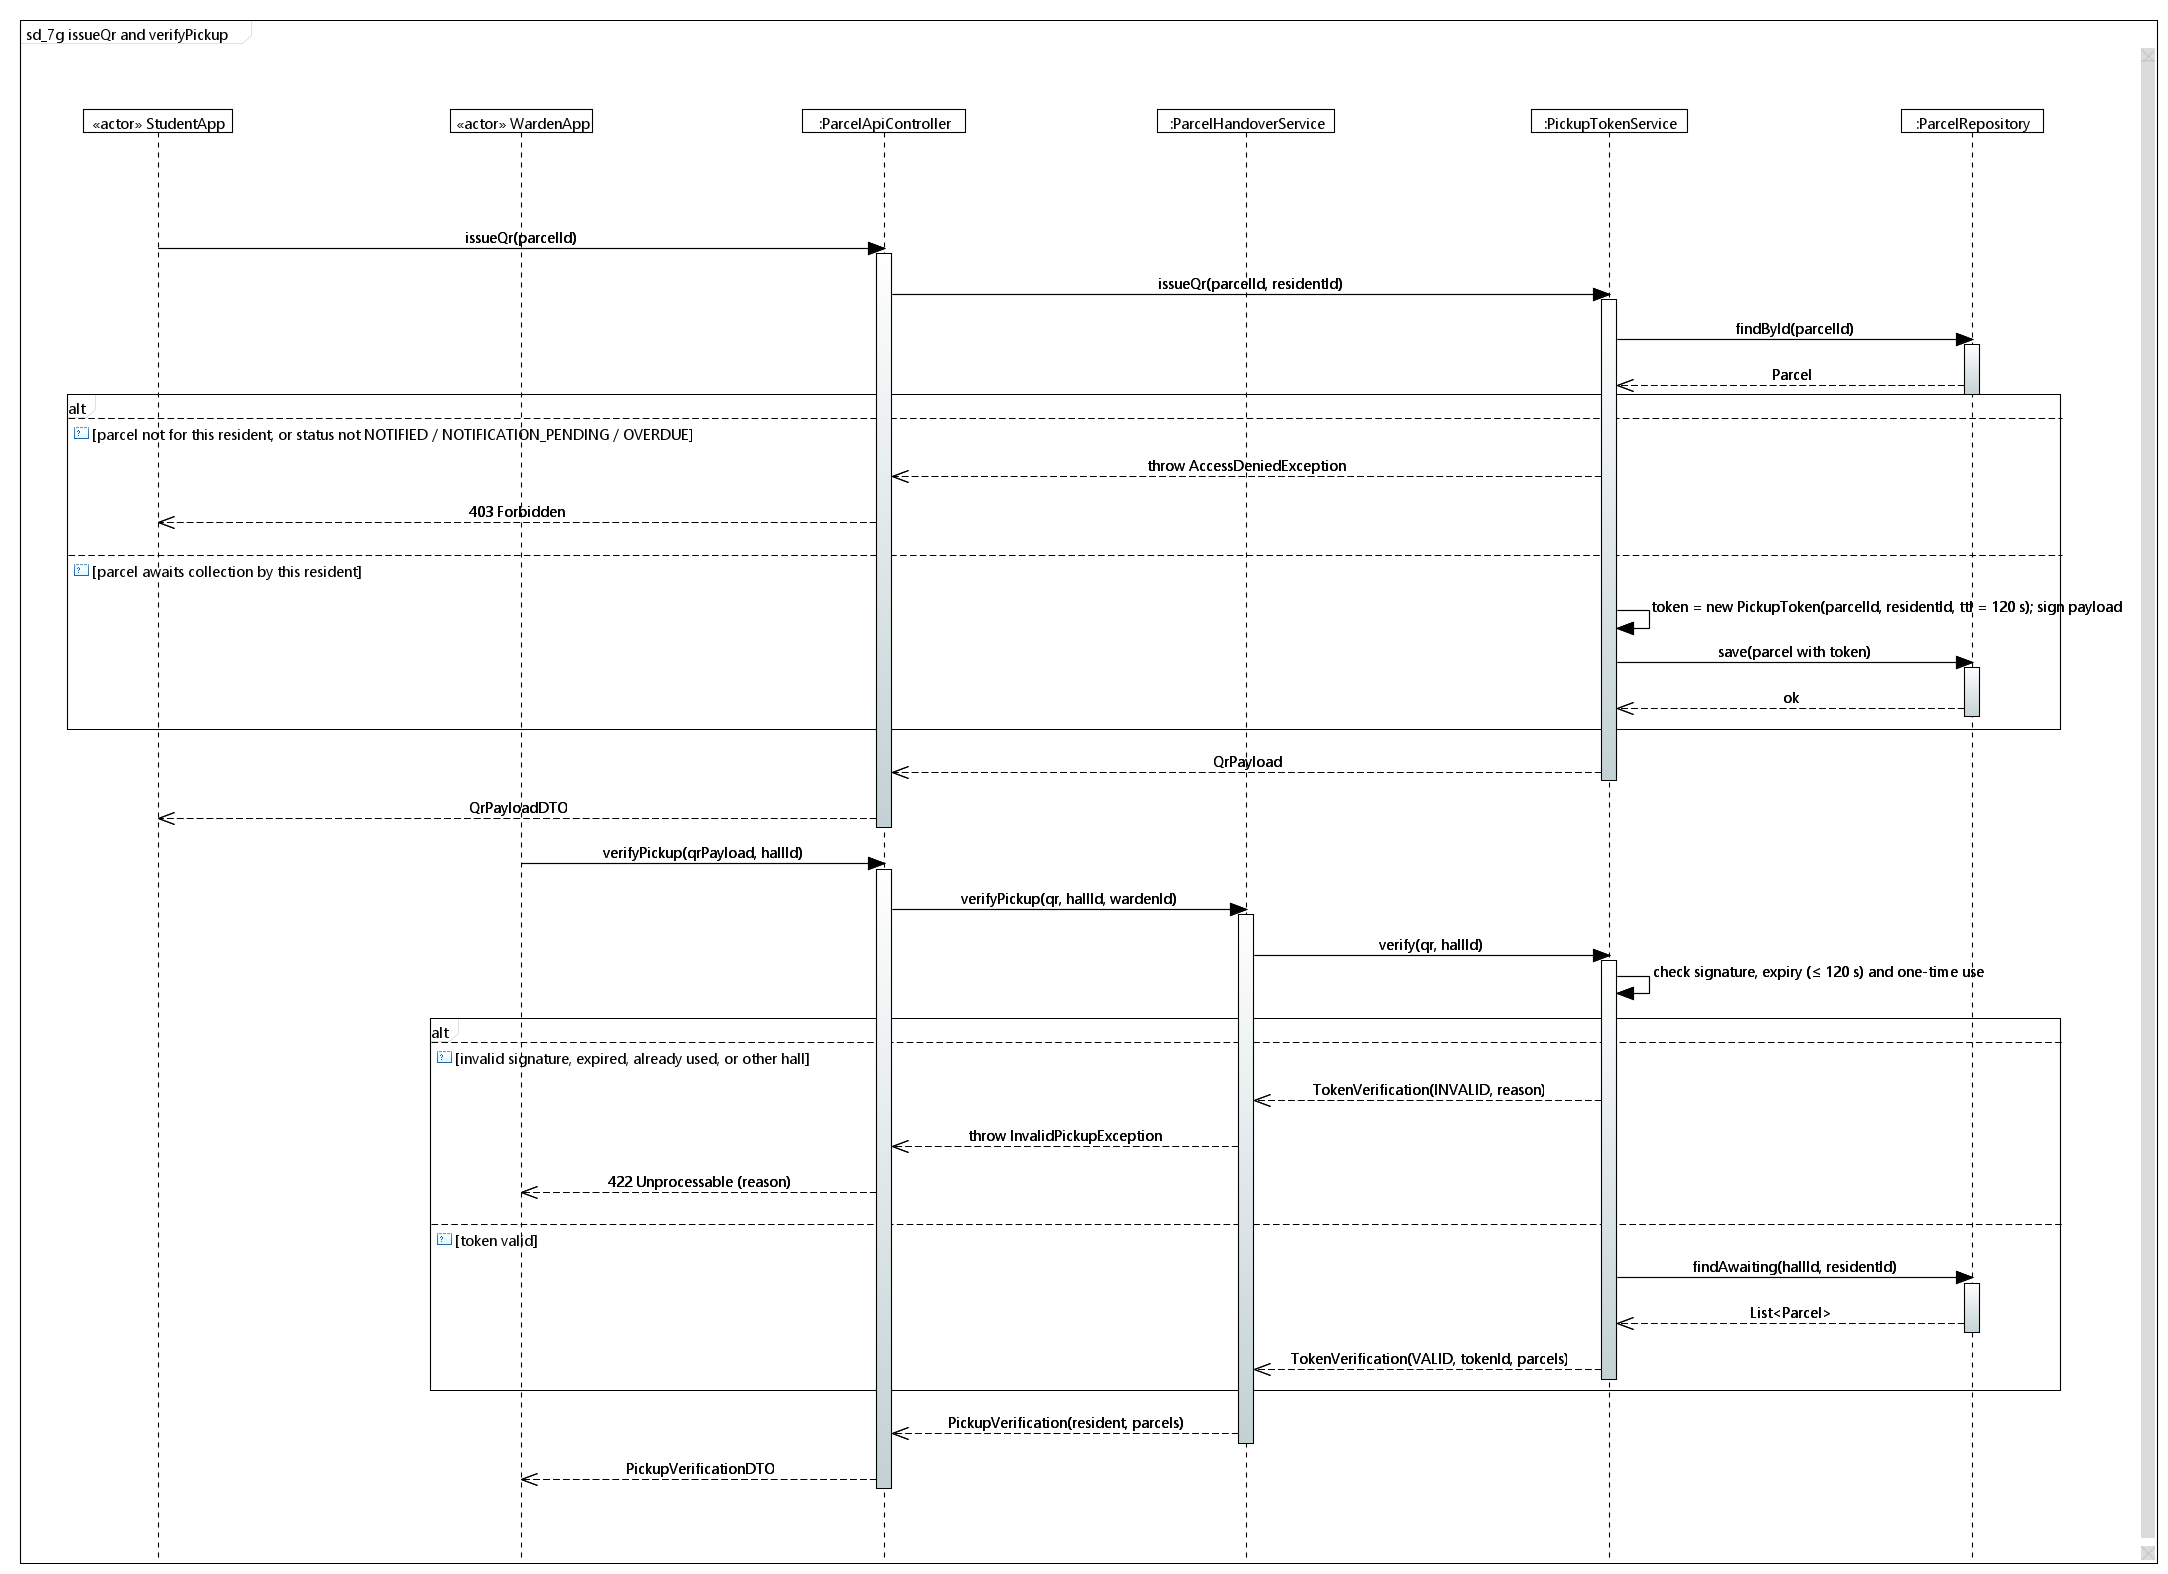 sd_7g issueQr and verifyPickup
«actor» StudentApp
«actor» WardenApp
:ParcelApiController
:ParcelHandoverService
:PickupTokenService
:ParcelRepository
issueQr(parcelId)
issueQr(parcelId, residentId)
findById(parcelId)
Parcel
alt
[parcel not for this resident, or status not NOTIFIED / NOTIFICATION_PENDING / OVERDUE]
throw AccessDeniedException
403 Forbidden
[parcel awaits collection by this resident]
token = new PickupToken(parcelId, residentId, ttl = 120 s); sign payload
save(parcel with token)
ok
QrPayload
QrPayloadDTO
verifyPickup(qrPayload, hallId)
verifyPickup(qr, hallId, wardenId)
verify(qr, hallId)
check signature, expiry (≤ 120 s) and one-time use
alt
[invalid signature, expired, already used, or other hall]
TokenVerification(INVALID, reason)
throw InvalidPickupException
422 Unprocessable (reason)
[token valid]
findAwaiting(hallId, residentId)
List<Parcel>
TokenVerification(VALID, tokenId, parcels)
PickupVerification(resident, parcels)
PickupVerificationDTO